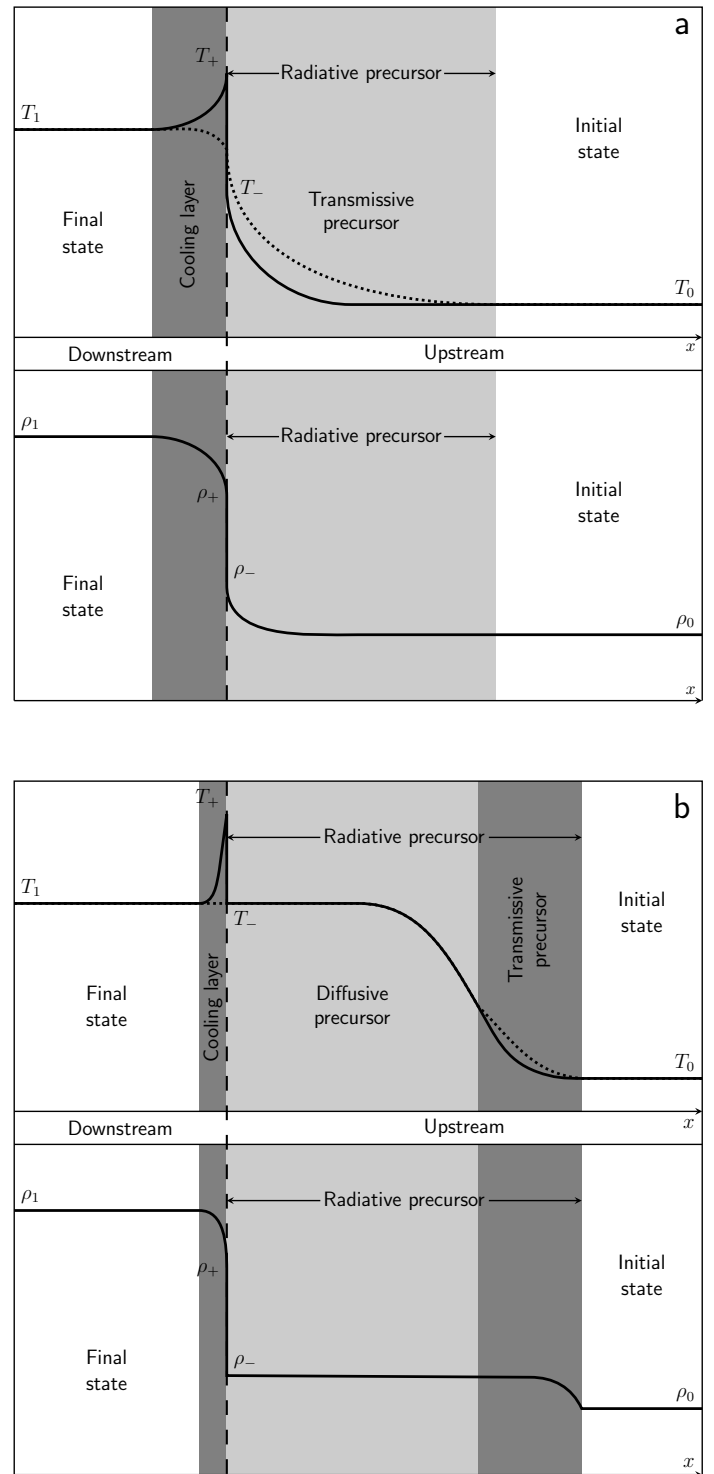 a
T₊
Radiative precursor
T₁
Initial
state
T₋
Transmissive
precursor
Final
state
Cooling layer
T₀
x
Downstream
Upstream
ρ₁
Radiative precursor
ρ₊
Initial
state
ρ₋
Final
state
ρ₀
x
b
T₊
Radiative precursor
T₁
Initial
state
T₋
Transmissive
precursor
Final
state
Cooling layer
Diffusive
precursor
T₀
x
Downstream
Upstream
ρ₁
Radiative precursor
ρ₊
Initial
state
ρ₋
Final
state
ρ₀
x